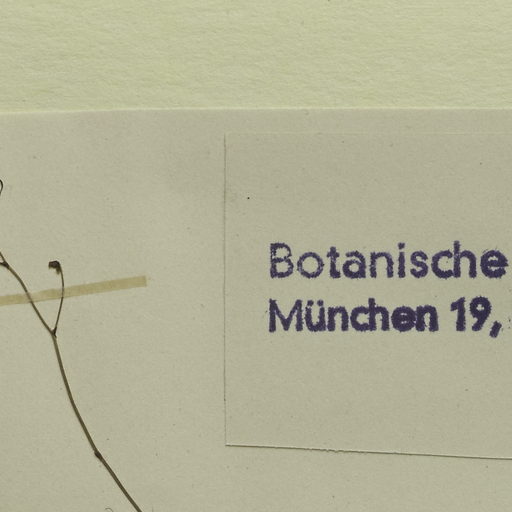 Botanische
München 19,